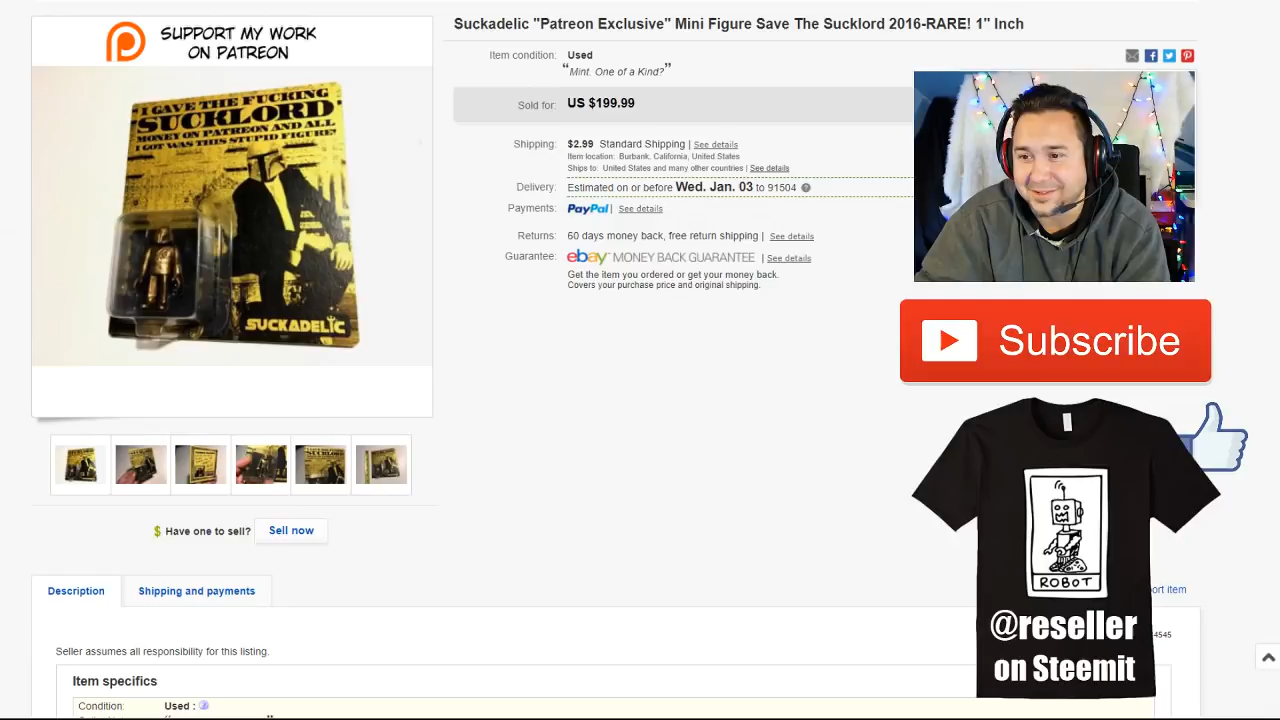 SUPPORT MY WORK
ON PATREON
I GAVE THE FUCKING
SUCKLORD
MONEY ON PATREON AND ALL
I GOT WAS THIS STUPID FIGURE!
SUCKADELIC
$ Have one to sell? Sell now
Suckadelic "Patreon Exclusive" Mini Figure Save The Sucklord 2016-RARE! 1" Inch
Item condition: Used
“Mint. One of a Kind?”
Sold for: US $199.99
Shipping: $2.99 Standard Shipping | See details
Item location: Burbank, California, United States
Ships to: United States and many other countries | See details
Delivery: Estimated on or before Wed. Jan. 03 to 91504
Payments: PayPal | See details
Returns: 60 days money back, free return shipping | See details
Guarantee: ebay MONEY BACK GUARANTEE | See details
Get the item you ordered or get your money back.
Covers your purchase price and original shipping.
Subscribe
ROBOT
@reseller
on Steemit
Description
Shipping and payments
ort item
4545
Seller assumes all responsibility for this listing.
Item specifics
Condition: Used :